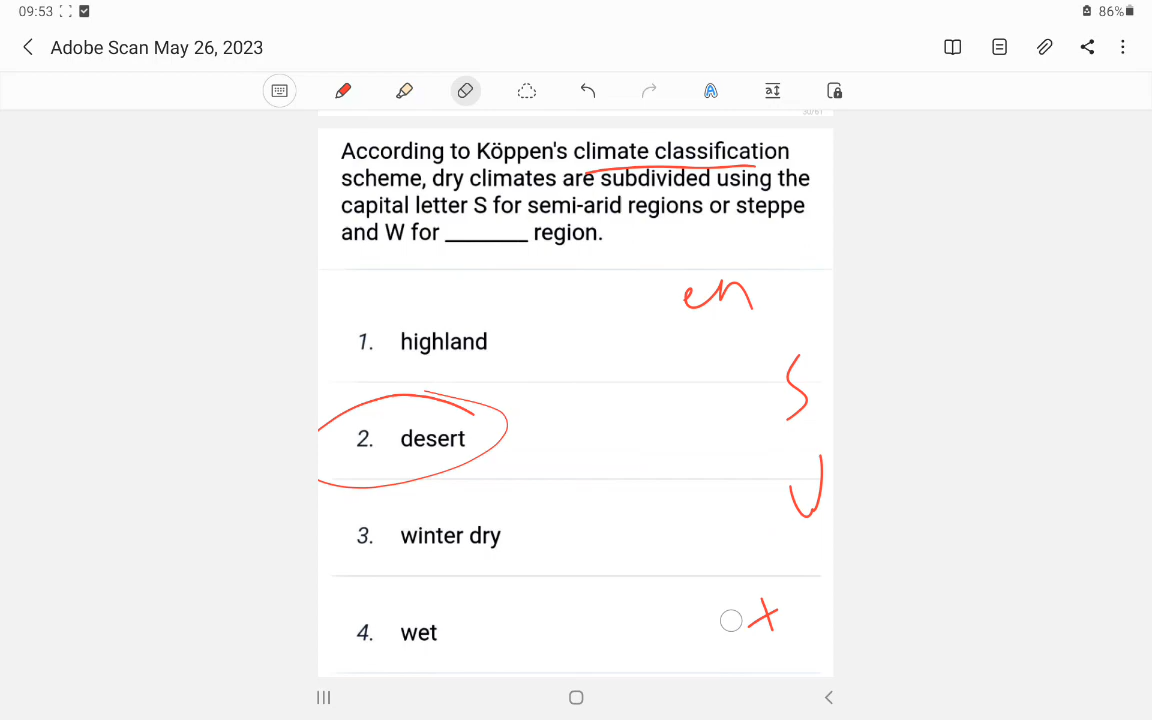 09:53
86%
Adobe Scan May 26, 2023
30/61
According to Köppen's climate classification
scheme, dry climates are subdivided using the
capital letter S for semi-arid regions or steppe
and W for ________ region.
1. highland
2. desert
3. winter dry
4. wet